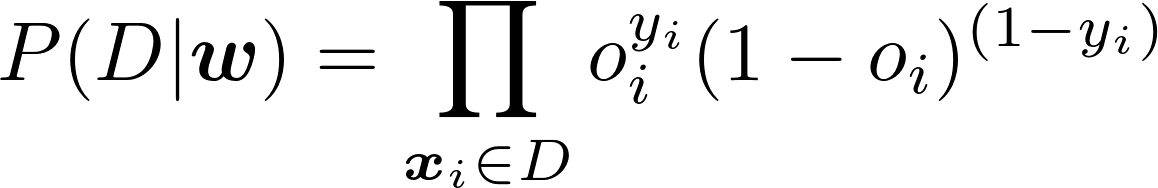 P(D|w) = ∏_{x_i∈D} o_i^{y_i} (1 − o_i)^{(1−y_i)}